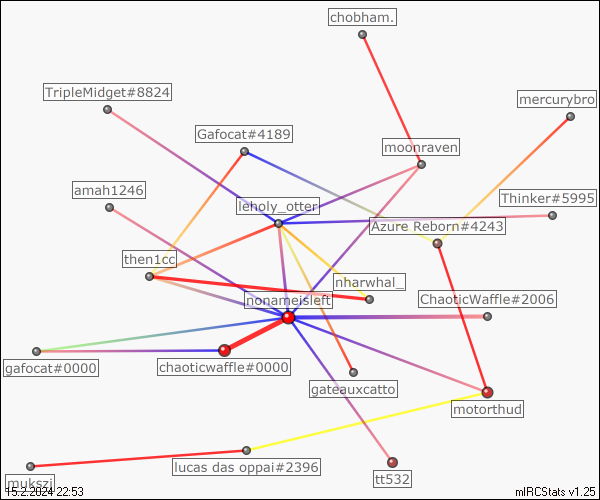 chobham.
TripleMidget#8824
mercurybro
Gafocat#4189
moonraven
amah1246
Thinker#5995
leholy_otter
Azure Reborn#4243
then1cc
nharwhal_
nonameisleft
ChaoticWaffle#2006
gafocat#0000
chaoticwaffle#0000
gateauxcatto
motorthud
lucas das oppai#2396
tt532
mukszi
15.2.2024 22:53
mIRCStats v1.25